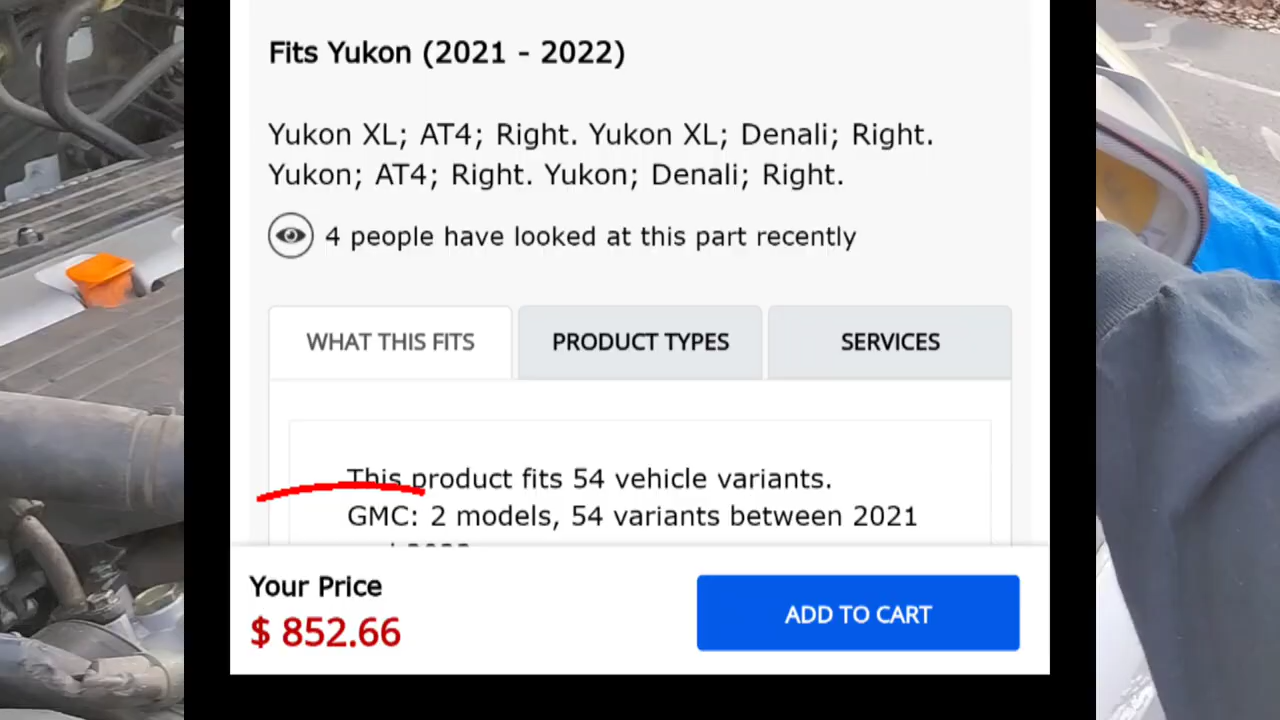 Fits Yukon (2021 - 2022)
Yukon XL; AT4; Right. Yukon XL; Denali; Right.
Yukon; AT4; Right. Yukon; Denali; Right.
4 people have looked at this part recently
WHAT THIS FITS
PRODUCT TYPES
SERVICES
This product fits 54 vehicle variants.
GMC: 2 models, 54 variants between 2021
Your Price
$ 852.66
ADD TO CART